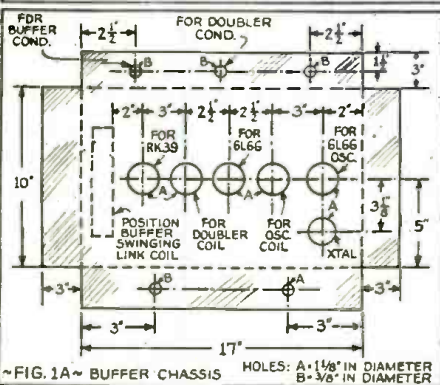 FOR BUFFER COND.
2½"
FOR DOUBLER COND.
2½"
B
B
B
3"
2" 3" 2½" 2½" 3" 2"
FOR RK39
FOR 6L6G
FOR 6L6G OSC.
10"
A
A
A
POSITION BUFFER SWINGING LINK COIL
FOR DOUBLER COIL
FOR OSC. COIL
XTAL
3⅛"
5"
B
A
3"
3"
3"
3"
17"
~FIG. 1A~ BUFFER CHASSIS
HOLES: A=1⅛" IN DIAMETER
B=⅜" IN DIAMETER